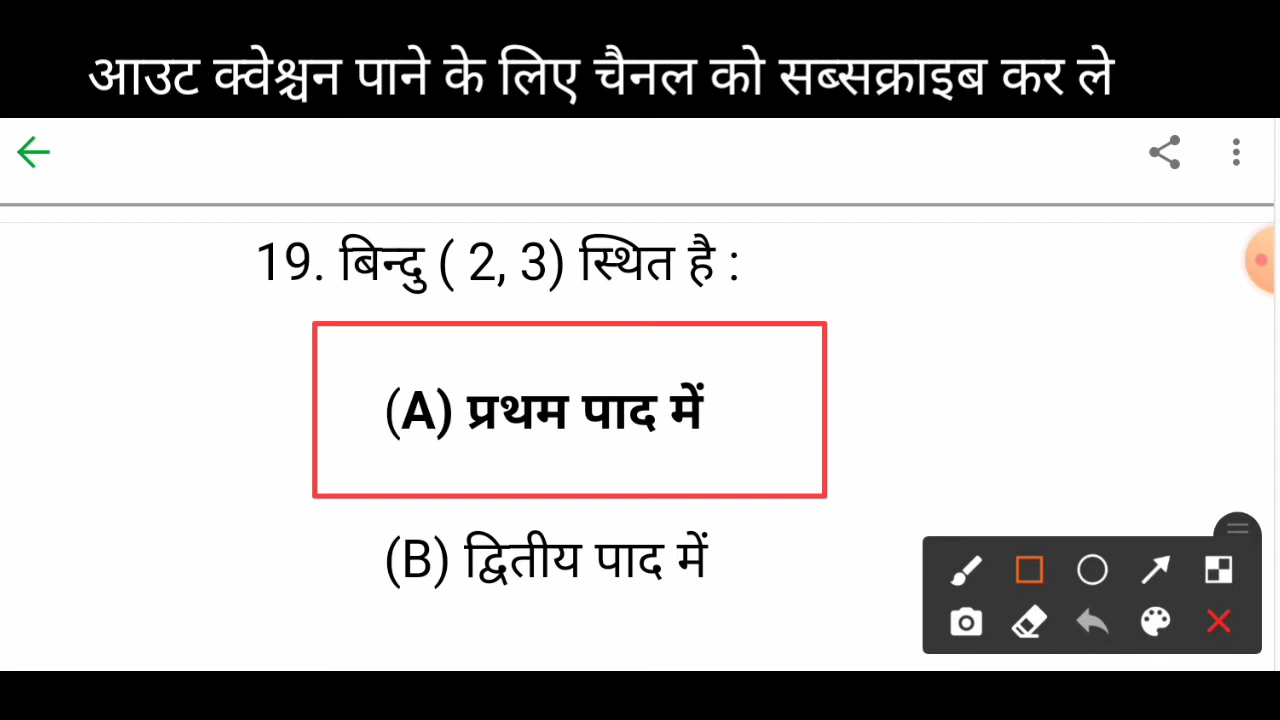 आउट क्वेश्चन पाने के लिए चैनल को सब्सक्राइब कर ले
19. बिन्दु ( 2, 3) स्थित है :
(A) प्रथम पाद में
(B) द्वितीय पाद में